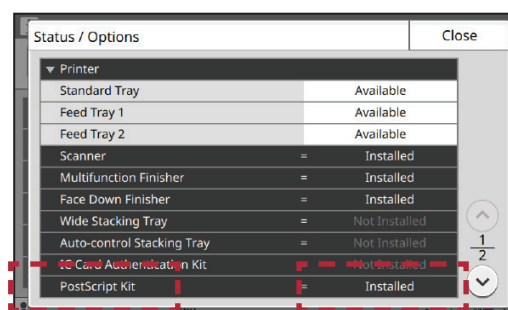 Status / Options Close
▼ Printer
Standard Tray Available
Feed Tray 1 Available
Feed Tray 2 Available
Scanner = Installed
Multifunction Finisher = Installed
Face Down Finisher = Installed
Wide Stacking Tray = Not Installed
Auto-control Stacking Tray = Not Installed
IC Card Authentication Kit Not Installed
PostScript Kit = Installed
1
2